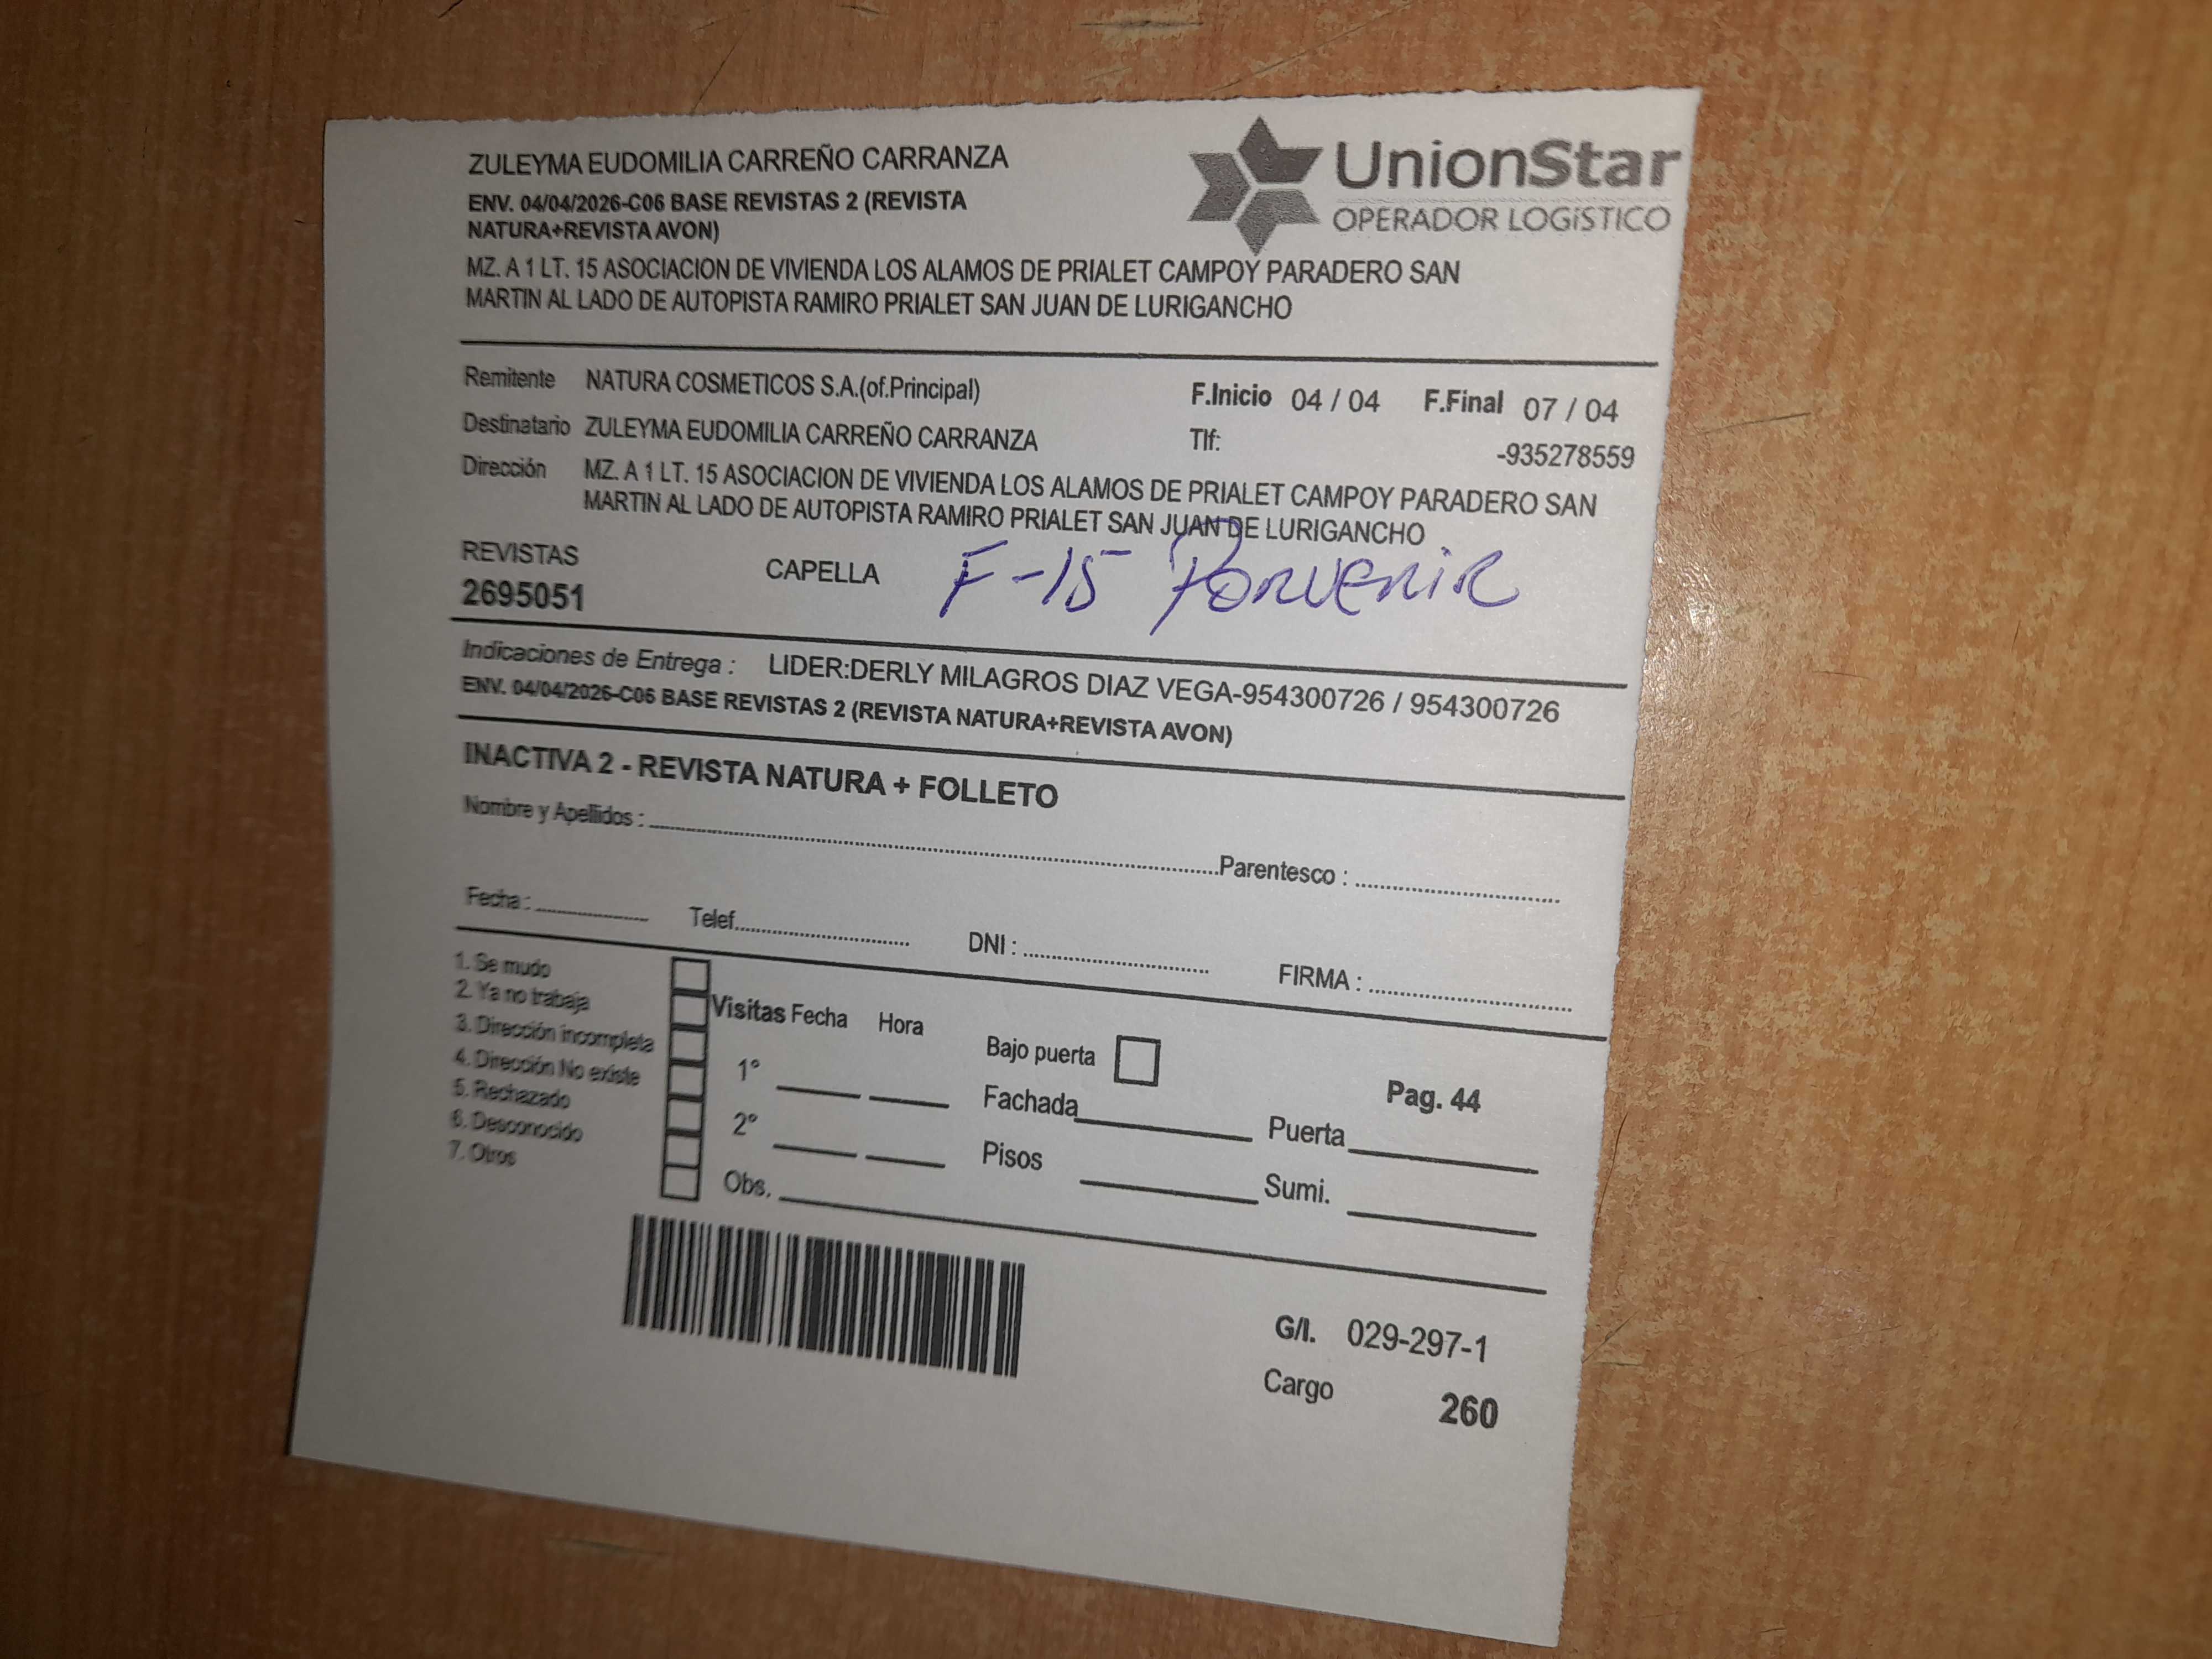 ZULEYMA EUDOMILIA CARREÑO CARRANZA
UnionStar
OPERADOR LOGíSTICO
ENV. 04/04/2026-C06 BASE REVISTAS 2 (REVISTA
NATURA+REVISTA AVON)
MZ. A 1 LT. 15 ASOCIACION DE VIVIENDA LOS ALAMOS DE PRIALET CAMPOY PARADERO SAN
MARTIN AL LADO DE AUTOPISTA RAMIRO PRIALET SAN JUAN DE LURIGANCHO
Remitente NATURA COSMETICOS S.A.(of.Principal) F.Inicio 04 / 04 F.Final 07 / 04
Destinatario ZULEYMA EUDOMILIA CARREÑO CARRANZA Tlf: -935278559
Dirección MZ. A 1 LT. 15 ASOCIACION DE VIVIENDA LOS ALAMOS DE PRIALET CAMPOY PARADERO SAN
MARTIN AL LADO DE AUTOPISTA RAMIRO PRIALET SAN JUAN DE LURIGANCHO
REVISTAS CAPELLA F-15 PORVENIR
2695051
Indicaciones de Entrega : LIDER:DERLY MILAGROS DIAZ VEGA-954300726 / 954300726
ENV. 04/04/2026-C06 BASE REVISTAS 2 (REVISTA NATURA+REVISTA AVON)
INACTIVA 2 - REVISTA NATURA + FOLLETO
Nombre y Apellidos : Parentesco :
Fecha : Telef. DNI : FIRMA :
1. Se mudo
2. Ya no trabaja
3. Dirección incompleta
4. Dirección No existe
5. Rechazado
6. Desconocido
7. Otros
Visitas Fecha Hora
1°
2°
Obs.
Bajo puerta
Pag. 44
Fachada Puerta
Pisos Sumi.
G/I. 029-297-1
Cargo 260